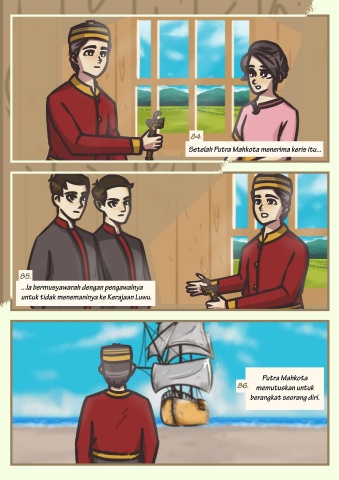 84.
Setelah Putra Mahkota menerima keris itu...
85.
...Ia bermusyawarah dengan pengawalnya
untuk tidak menemaninya ke Kerajaan Luwu.
86.
Putra Mahkota
memutuskan untuk
berangkat seorang diri.